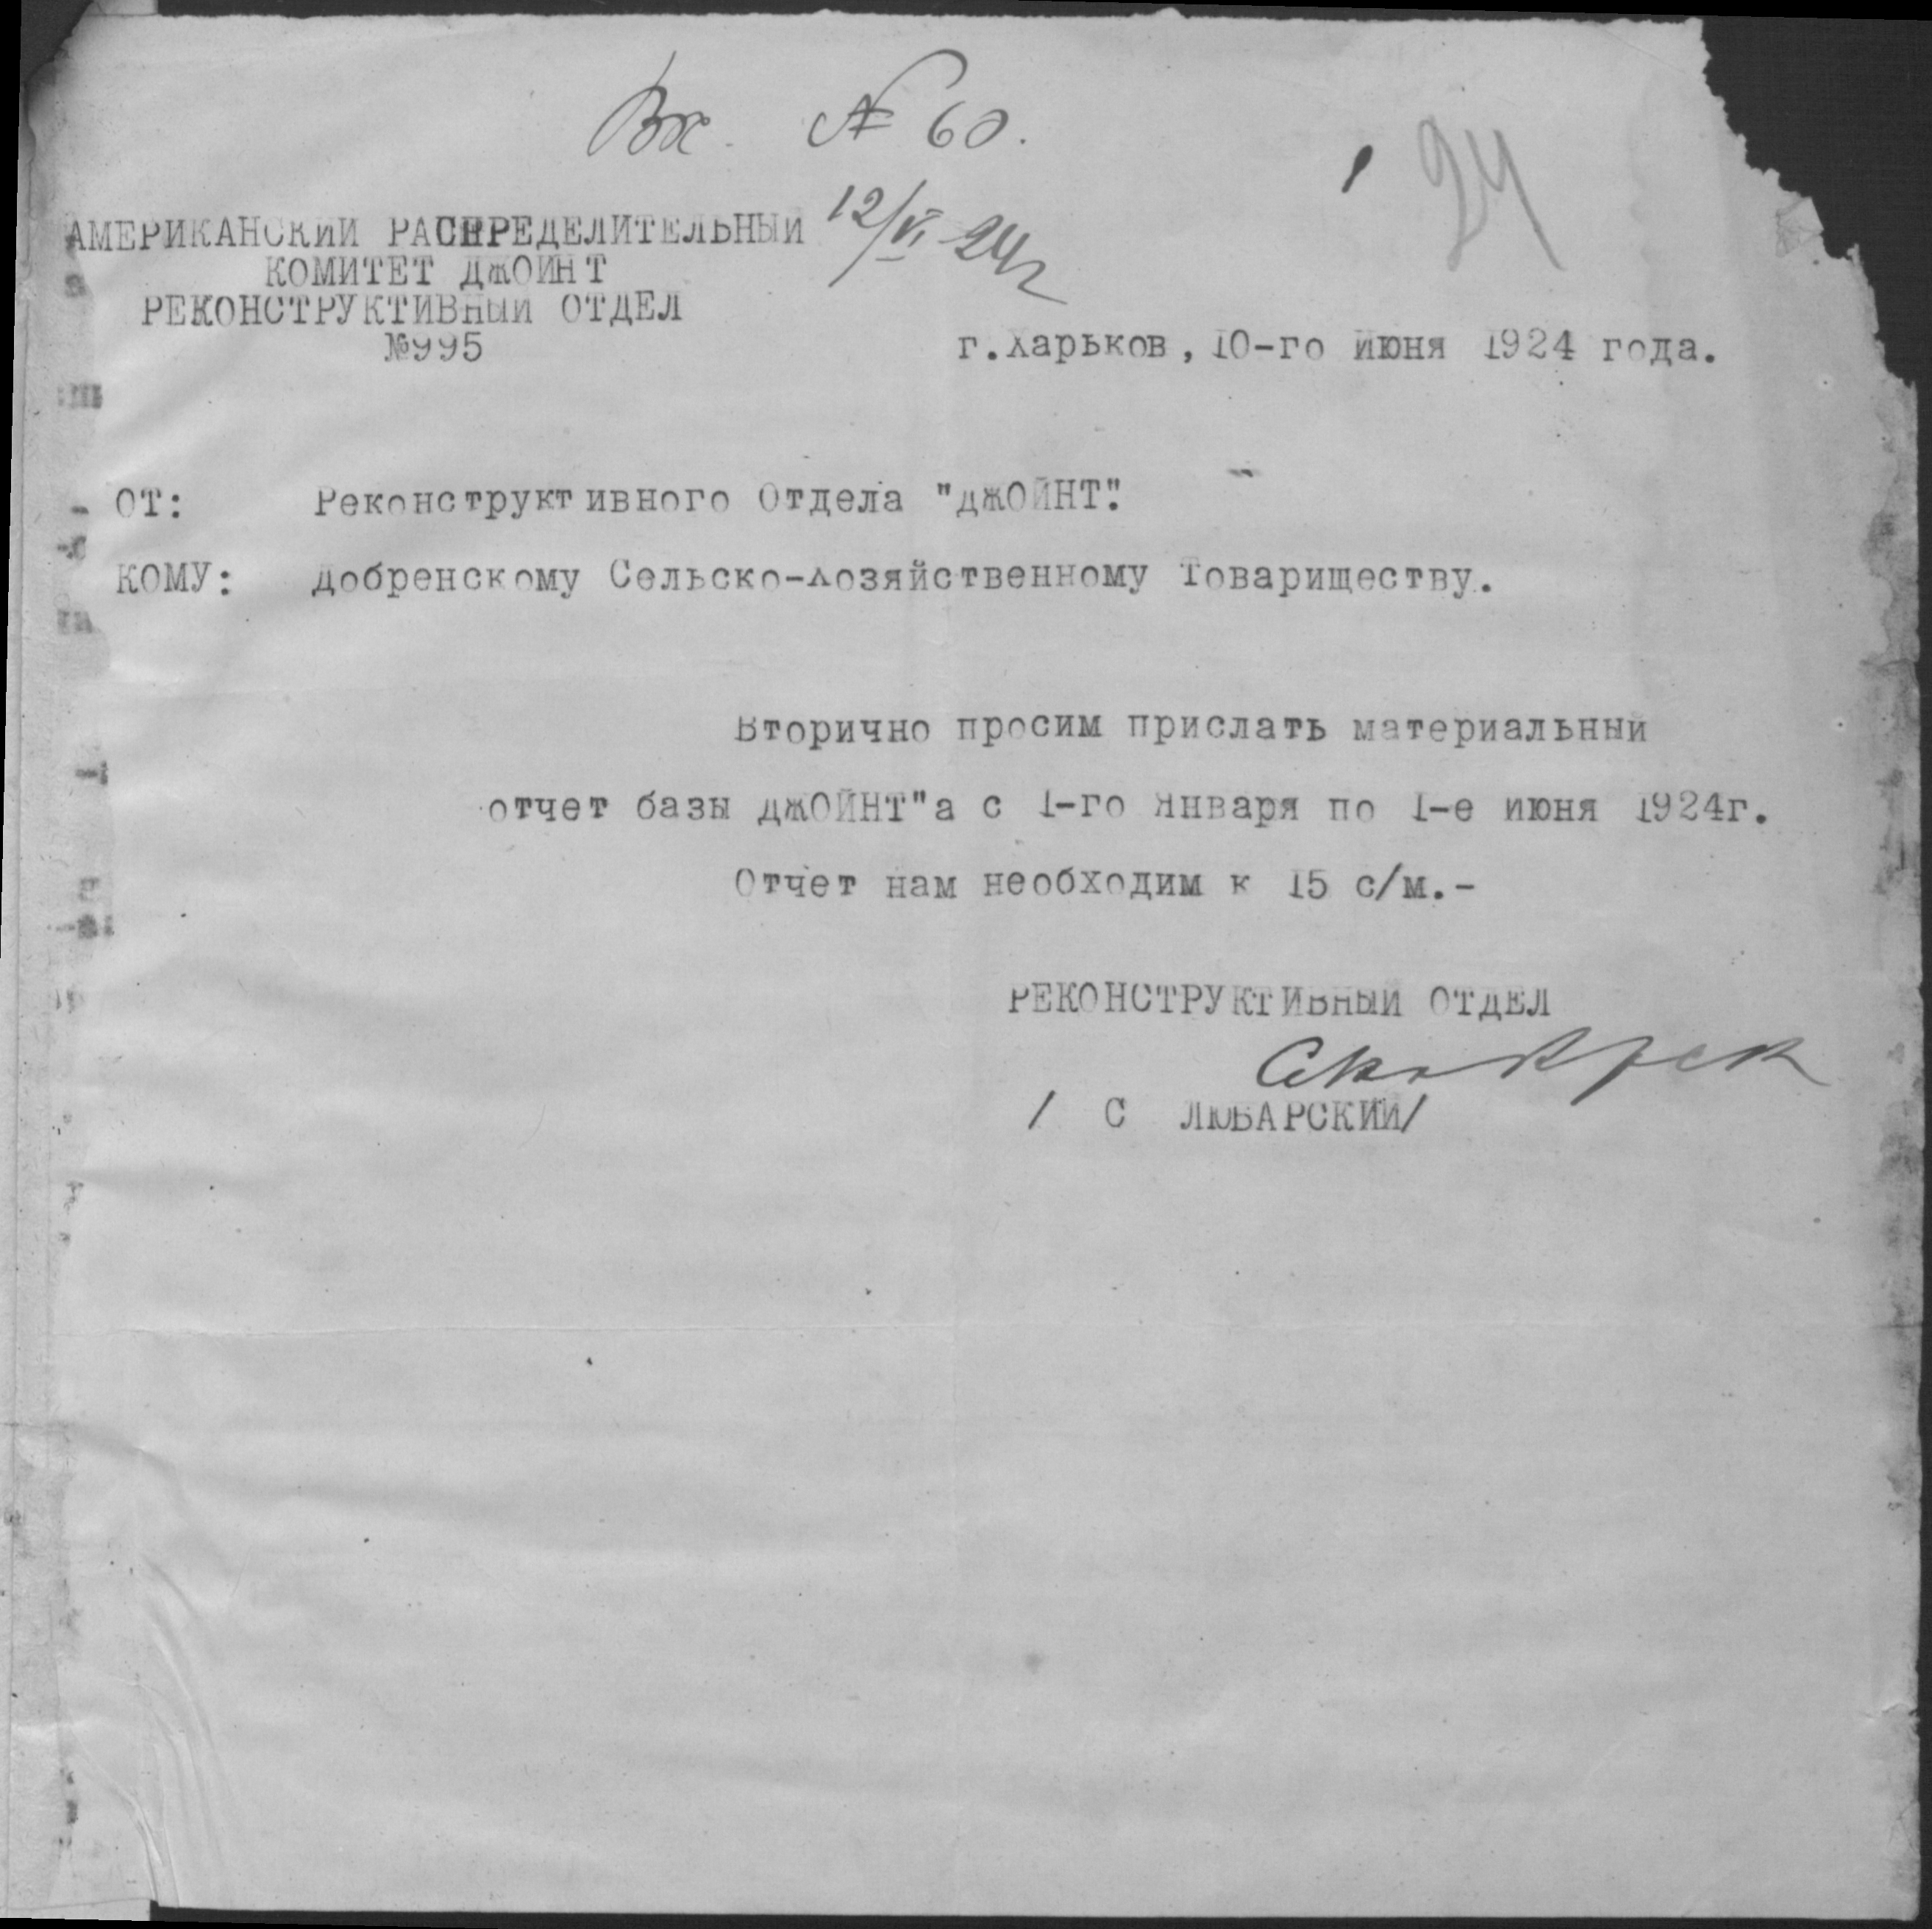 Вх. № 60.
24
12/VI 24г
АМЕРИКАНСКИЙ РАСПРЕДЕЛИТЕЛЬНЫЙ
КОМИТЕТ ДЖОЙНТ
РЕКОНСТРУКТИВНЫЙ ОТДЕЛ
№995
г.Харьков, 10-го Июня 1924 года.
ОТ: Реконструктивного Отдела "ДЖОЙНТ".
КОМУ: Добренскому Сельско-Хозяйственному Товариществу.
Вторично просим прислать материальный
отчет базы ДЖОЙНТ"а с 1-го Января по 1-е июня 1924г.
Отчет нам необходим к 15 с/м.-
РЕКОНСТРУКТИВНЫЙ ОТДЕЛ
/ С ЛЮБАРСКИЙ/